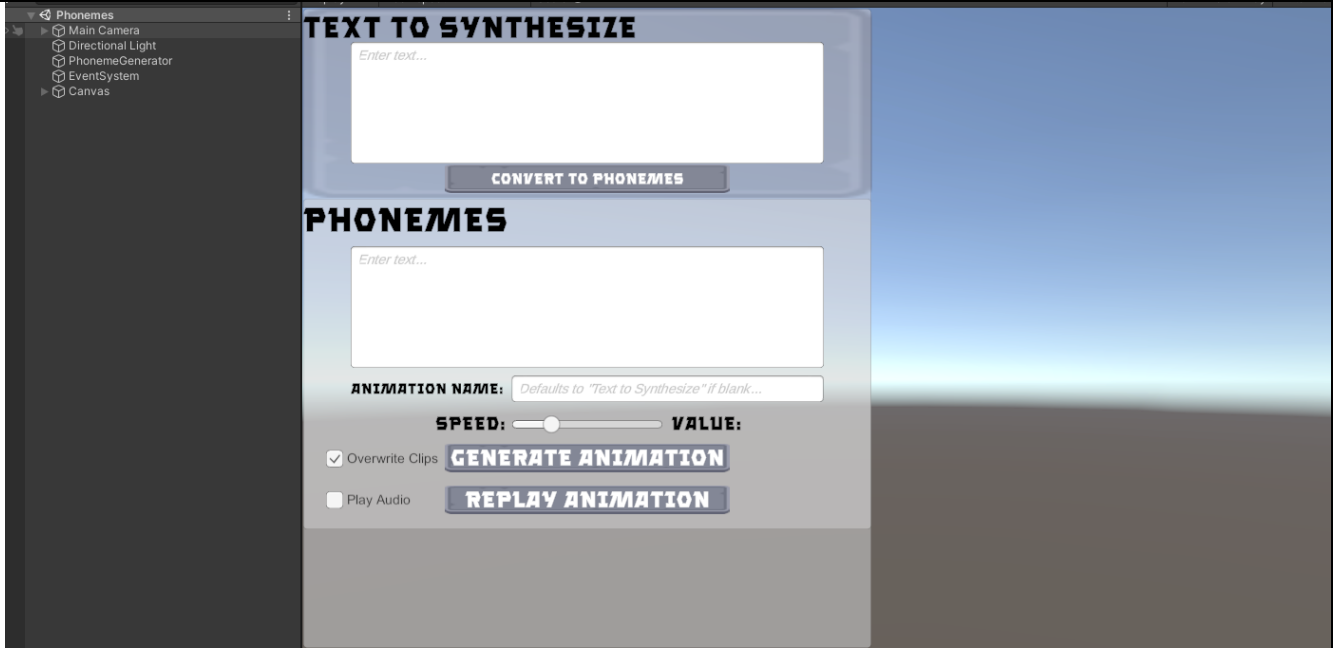 Phonemes
Main Camera
Directional Light
PhonemeGenerator
EventSystem
Canvas
TEXT TO SYNTHESIZE
Enter text...
CONVERT TO PHONEMES
PHONEMES
Enter text...
ANIMATION NAME: Defaults to "Text to Synthesize" if blank...
SPEED: VALUE:
Overwrite Clips GENERATE ANIMATION
Play Audio REPLAY ANIMATION